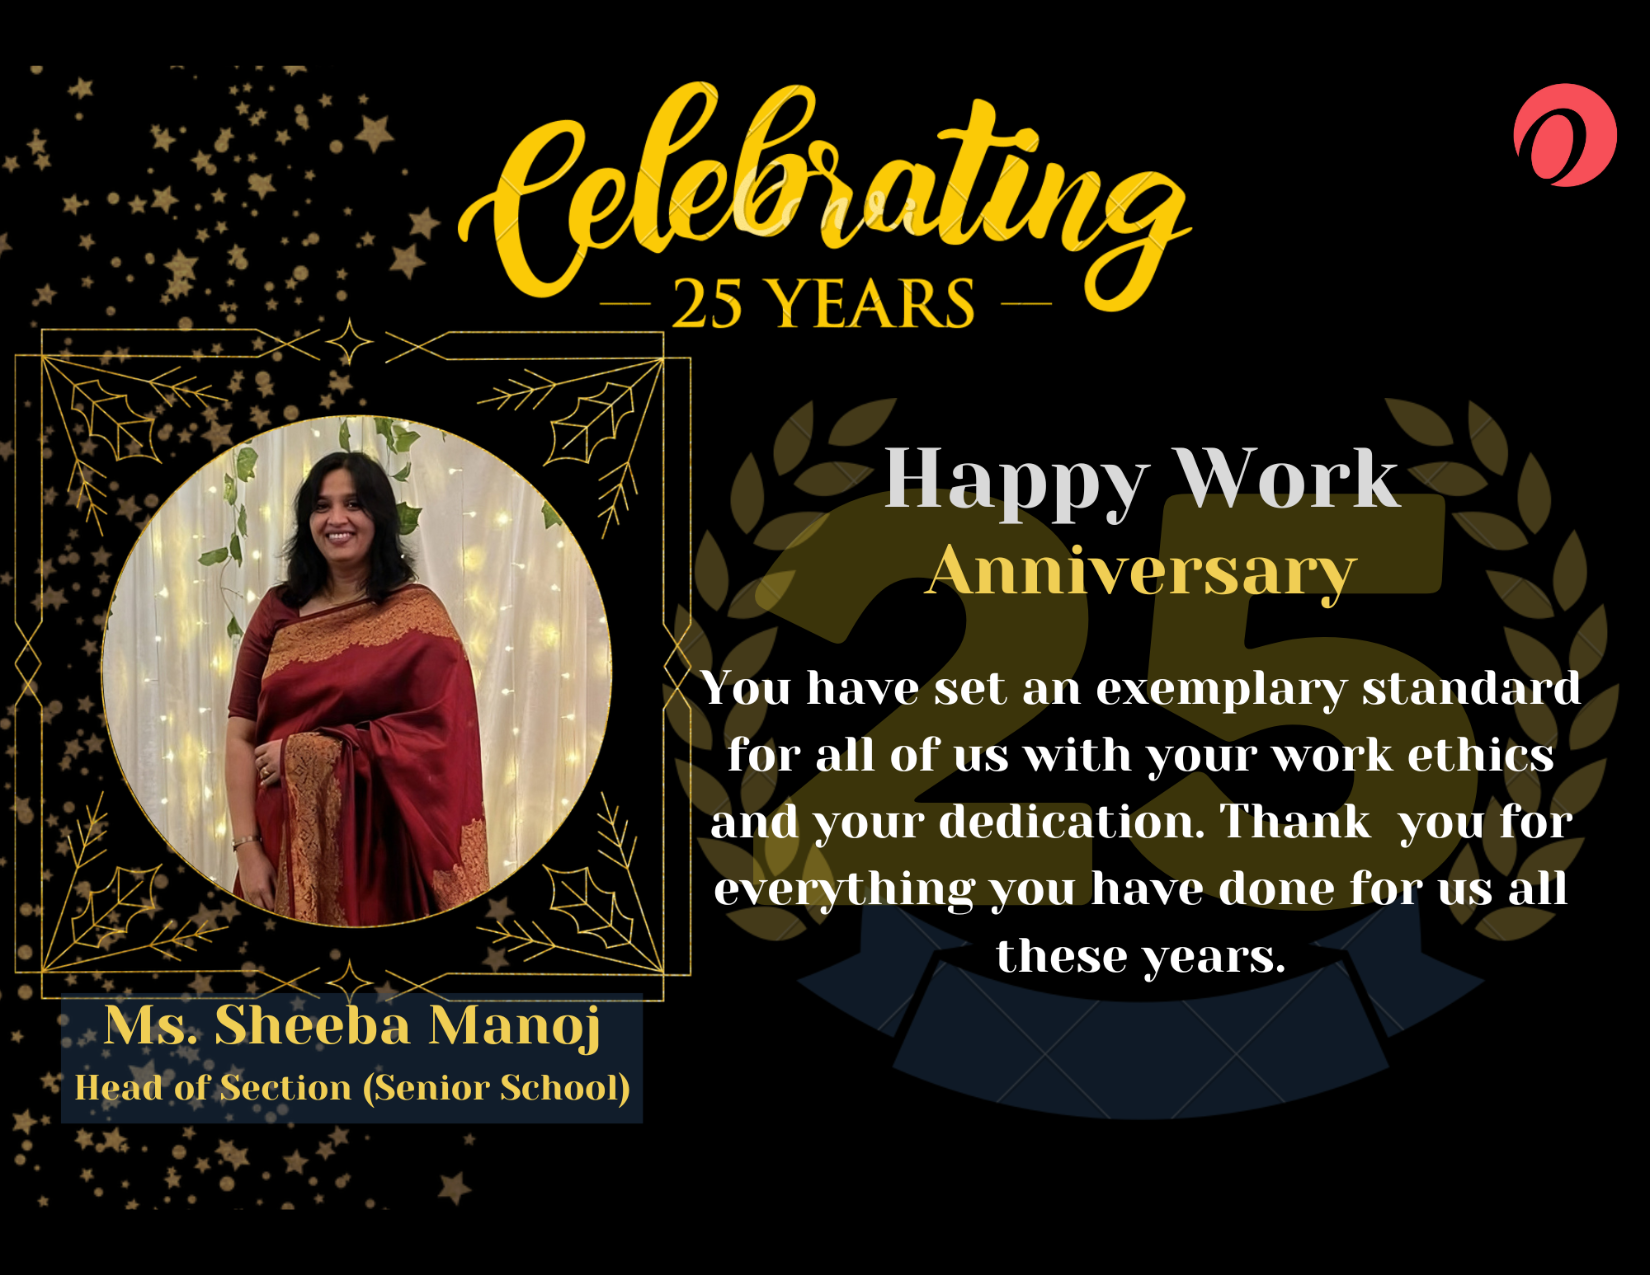 Celebrating
25 YEARS
Happy Work
Anniversary
You have set an exemplary standard
for all of us with your work ethics
and your dedication. Thank  you for
everything you have done for us all
these years.
25
Ms. Sheeba Manoj
Head of Section (Senior School)